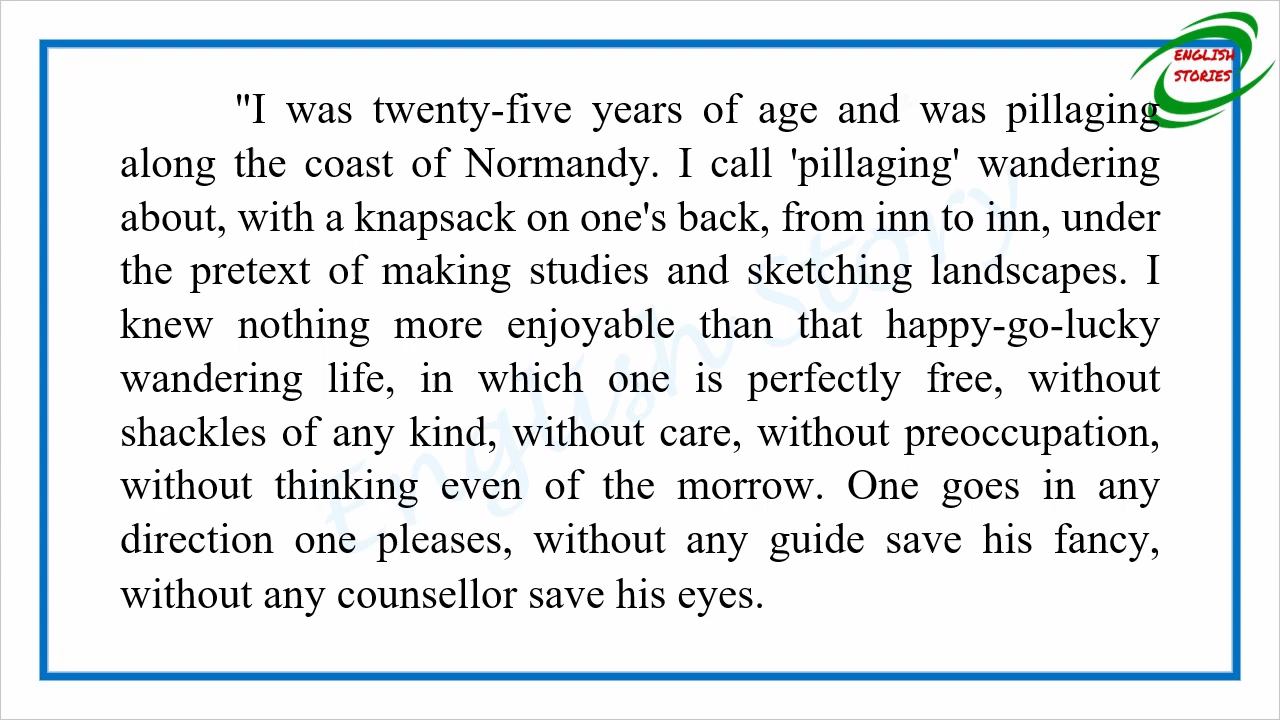 ENGLISH
STORIES
"I was twenty-five years of age and was pillaging
along the coast of Normandy. I call 'pillaging' wandering
about, with a knapsack on one's back, from inn to inn, under
the pretext of making studies and sketching landscapes. I
knew nothing more enjoyable than that happy-go-lucky
wandering life, in which one is perfectly free, without
shackles of any kind, without care, without preoccupation,
without thinking even of the morrow. One goes in any
direction one pleases, without any guide save his fancy,
without any counsellor save his eyes.
English Story